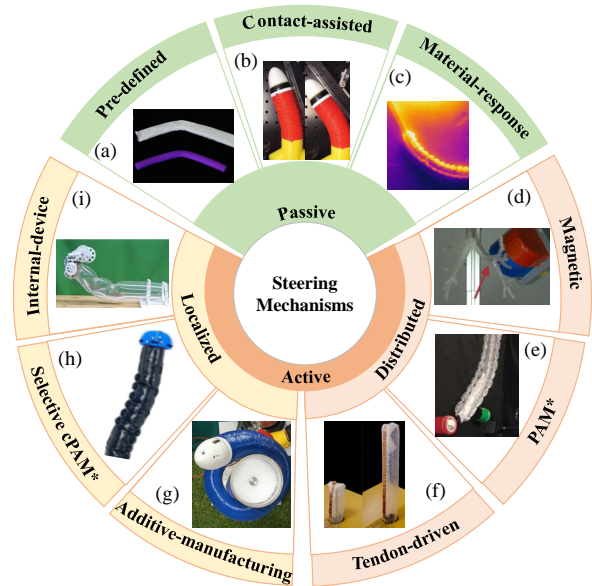 Contact-assisted
Pre-defined
Material-response
(b)
(c)
(a)
Passive
(i)
(d)
Internal-device
Magnetic
Steering
Mechanisms
Localized
Distributed
(h)
(e)
Active
Selective cPAM*
PAM*
(g)
(f)
Additive-manufacturing
Tendon-driven